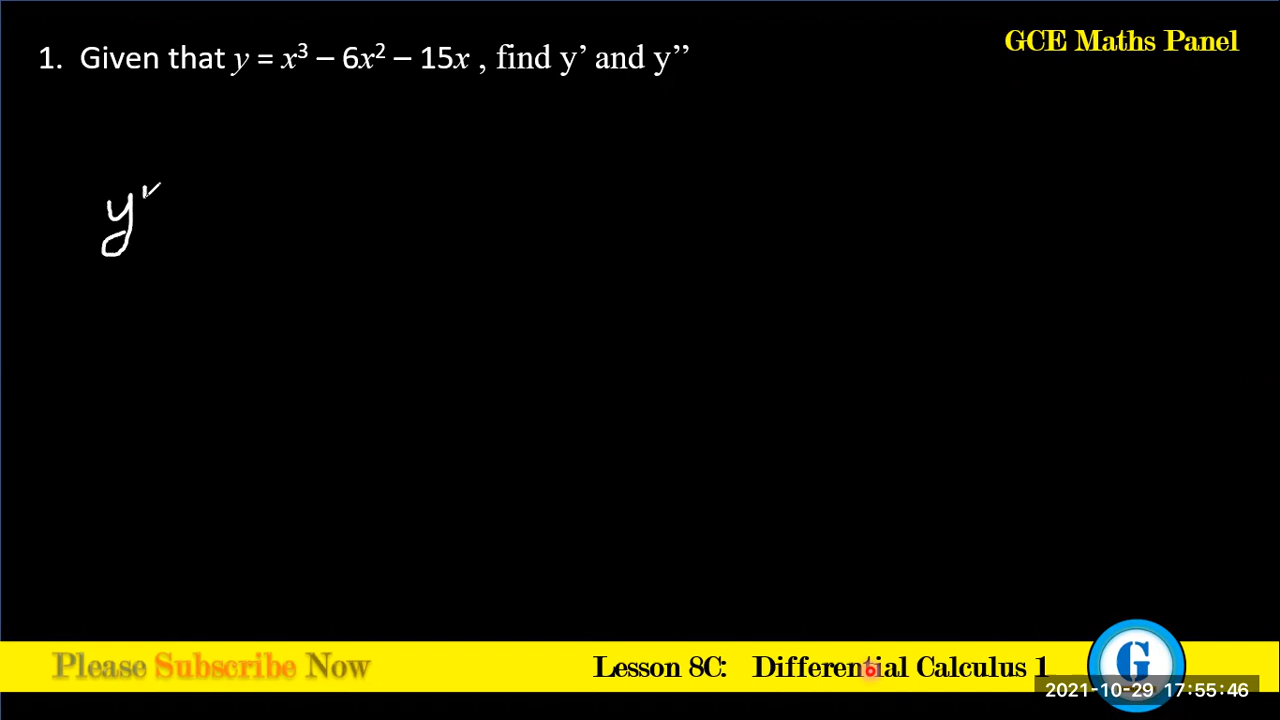 GCE Maths Panel
1. Given that y = x³ – 6x² – 15x , find y’ and y’’
y
Please Subscribe Now
Lesson 8C: Differential Calculus 1
G
2021-10-29 17:55:46